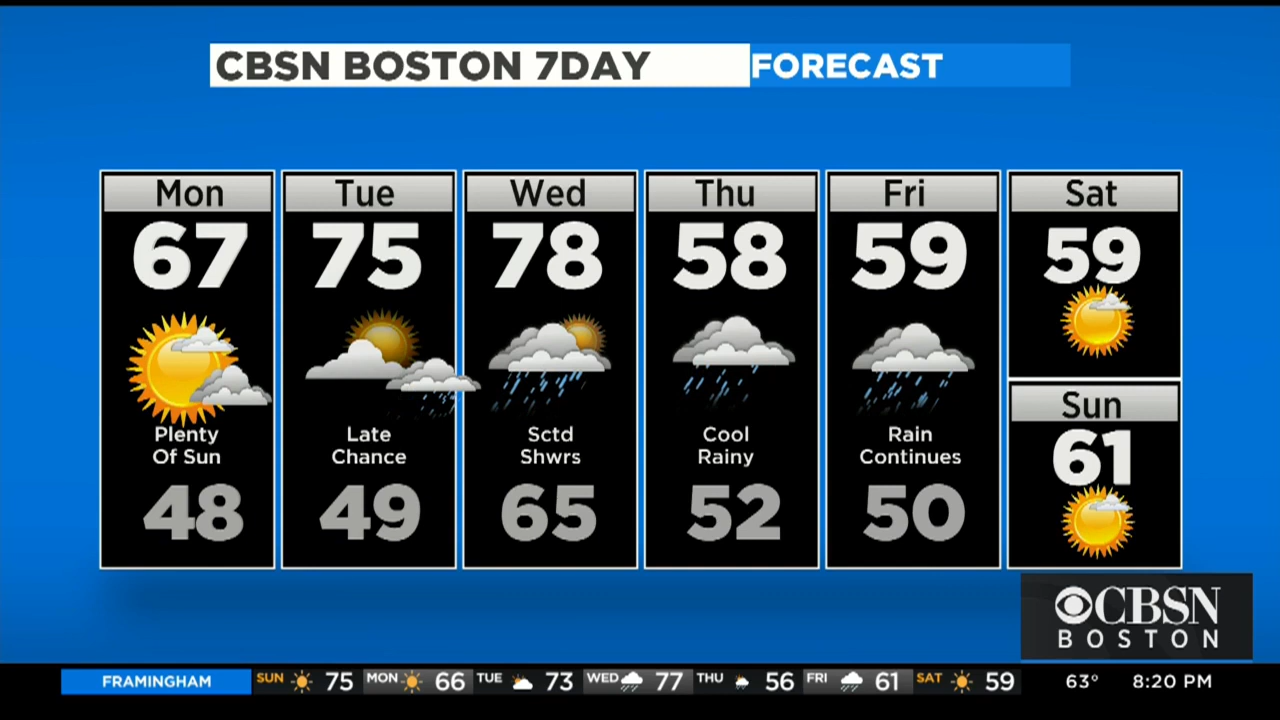 CBSN BOSTON 7DAY FORECAST
Mon
67
Plenty
Of Sun
48
Tue
75
Late
Chance
49
Wed
78
Sctd
Shwrs
65
Thu
58
Cool
Rainy
52
Fri
59
Rain
Continues
50
Sat
59
Sun
61
CBSN
BOSTON
FRAMINGHAM SUN 75 MON 66 TUE 73 WED 77 THU 56 FRI 61 SAT 59 63° 8:20 PM